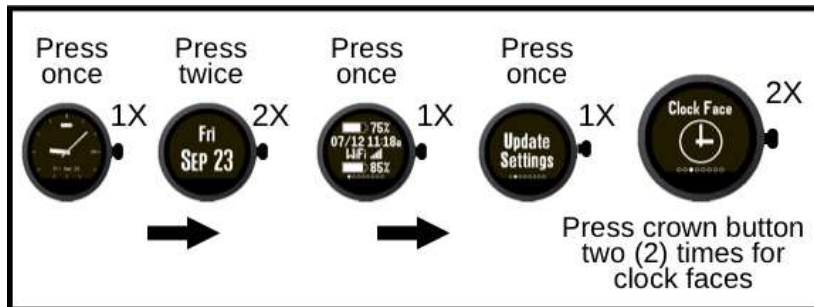 Press once
1X
Press twice
2X
Press once
1X
Press once
1X
2X
Fri
SEP 23
75%
07/12 11:18a
WiFi
85%
Update
Settings
Clock Face
Press crown button
two (2) times for
clock faces